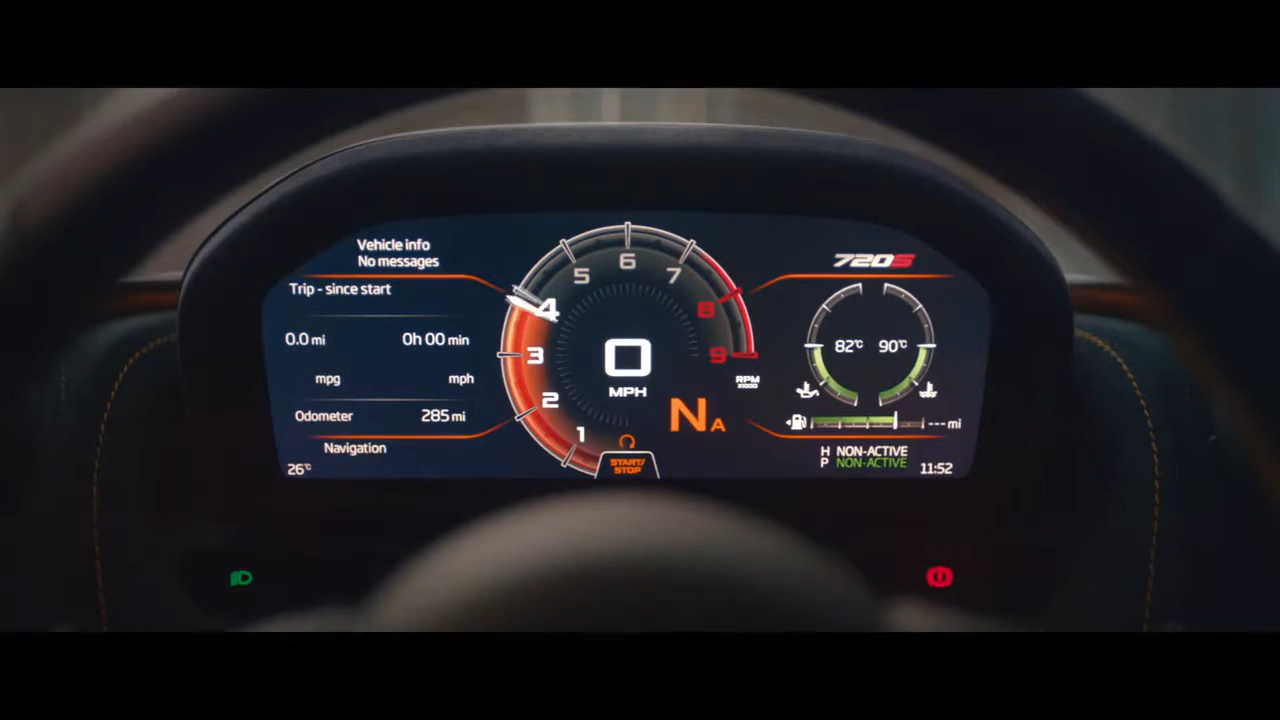 Vehicle info
No messages
Trip - since start
0.0 mi
0h 00 min
mpg
mph
Odometer
285 mi
Navigation
26°C
1
2
3
4
5
6
7
8
9
0
MPH
RPM
X1000
NA
START/
STOP
720S
82°C
90°C
---mi
H NON-ACTIVE
P NON-ACTIVE
11:52